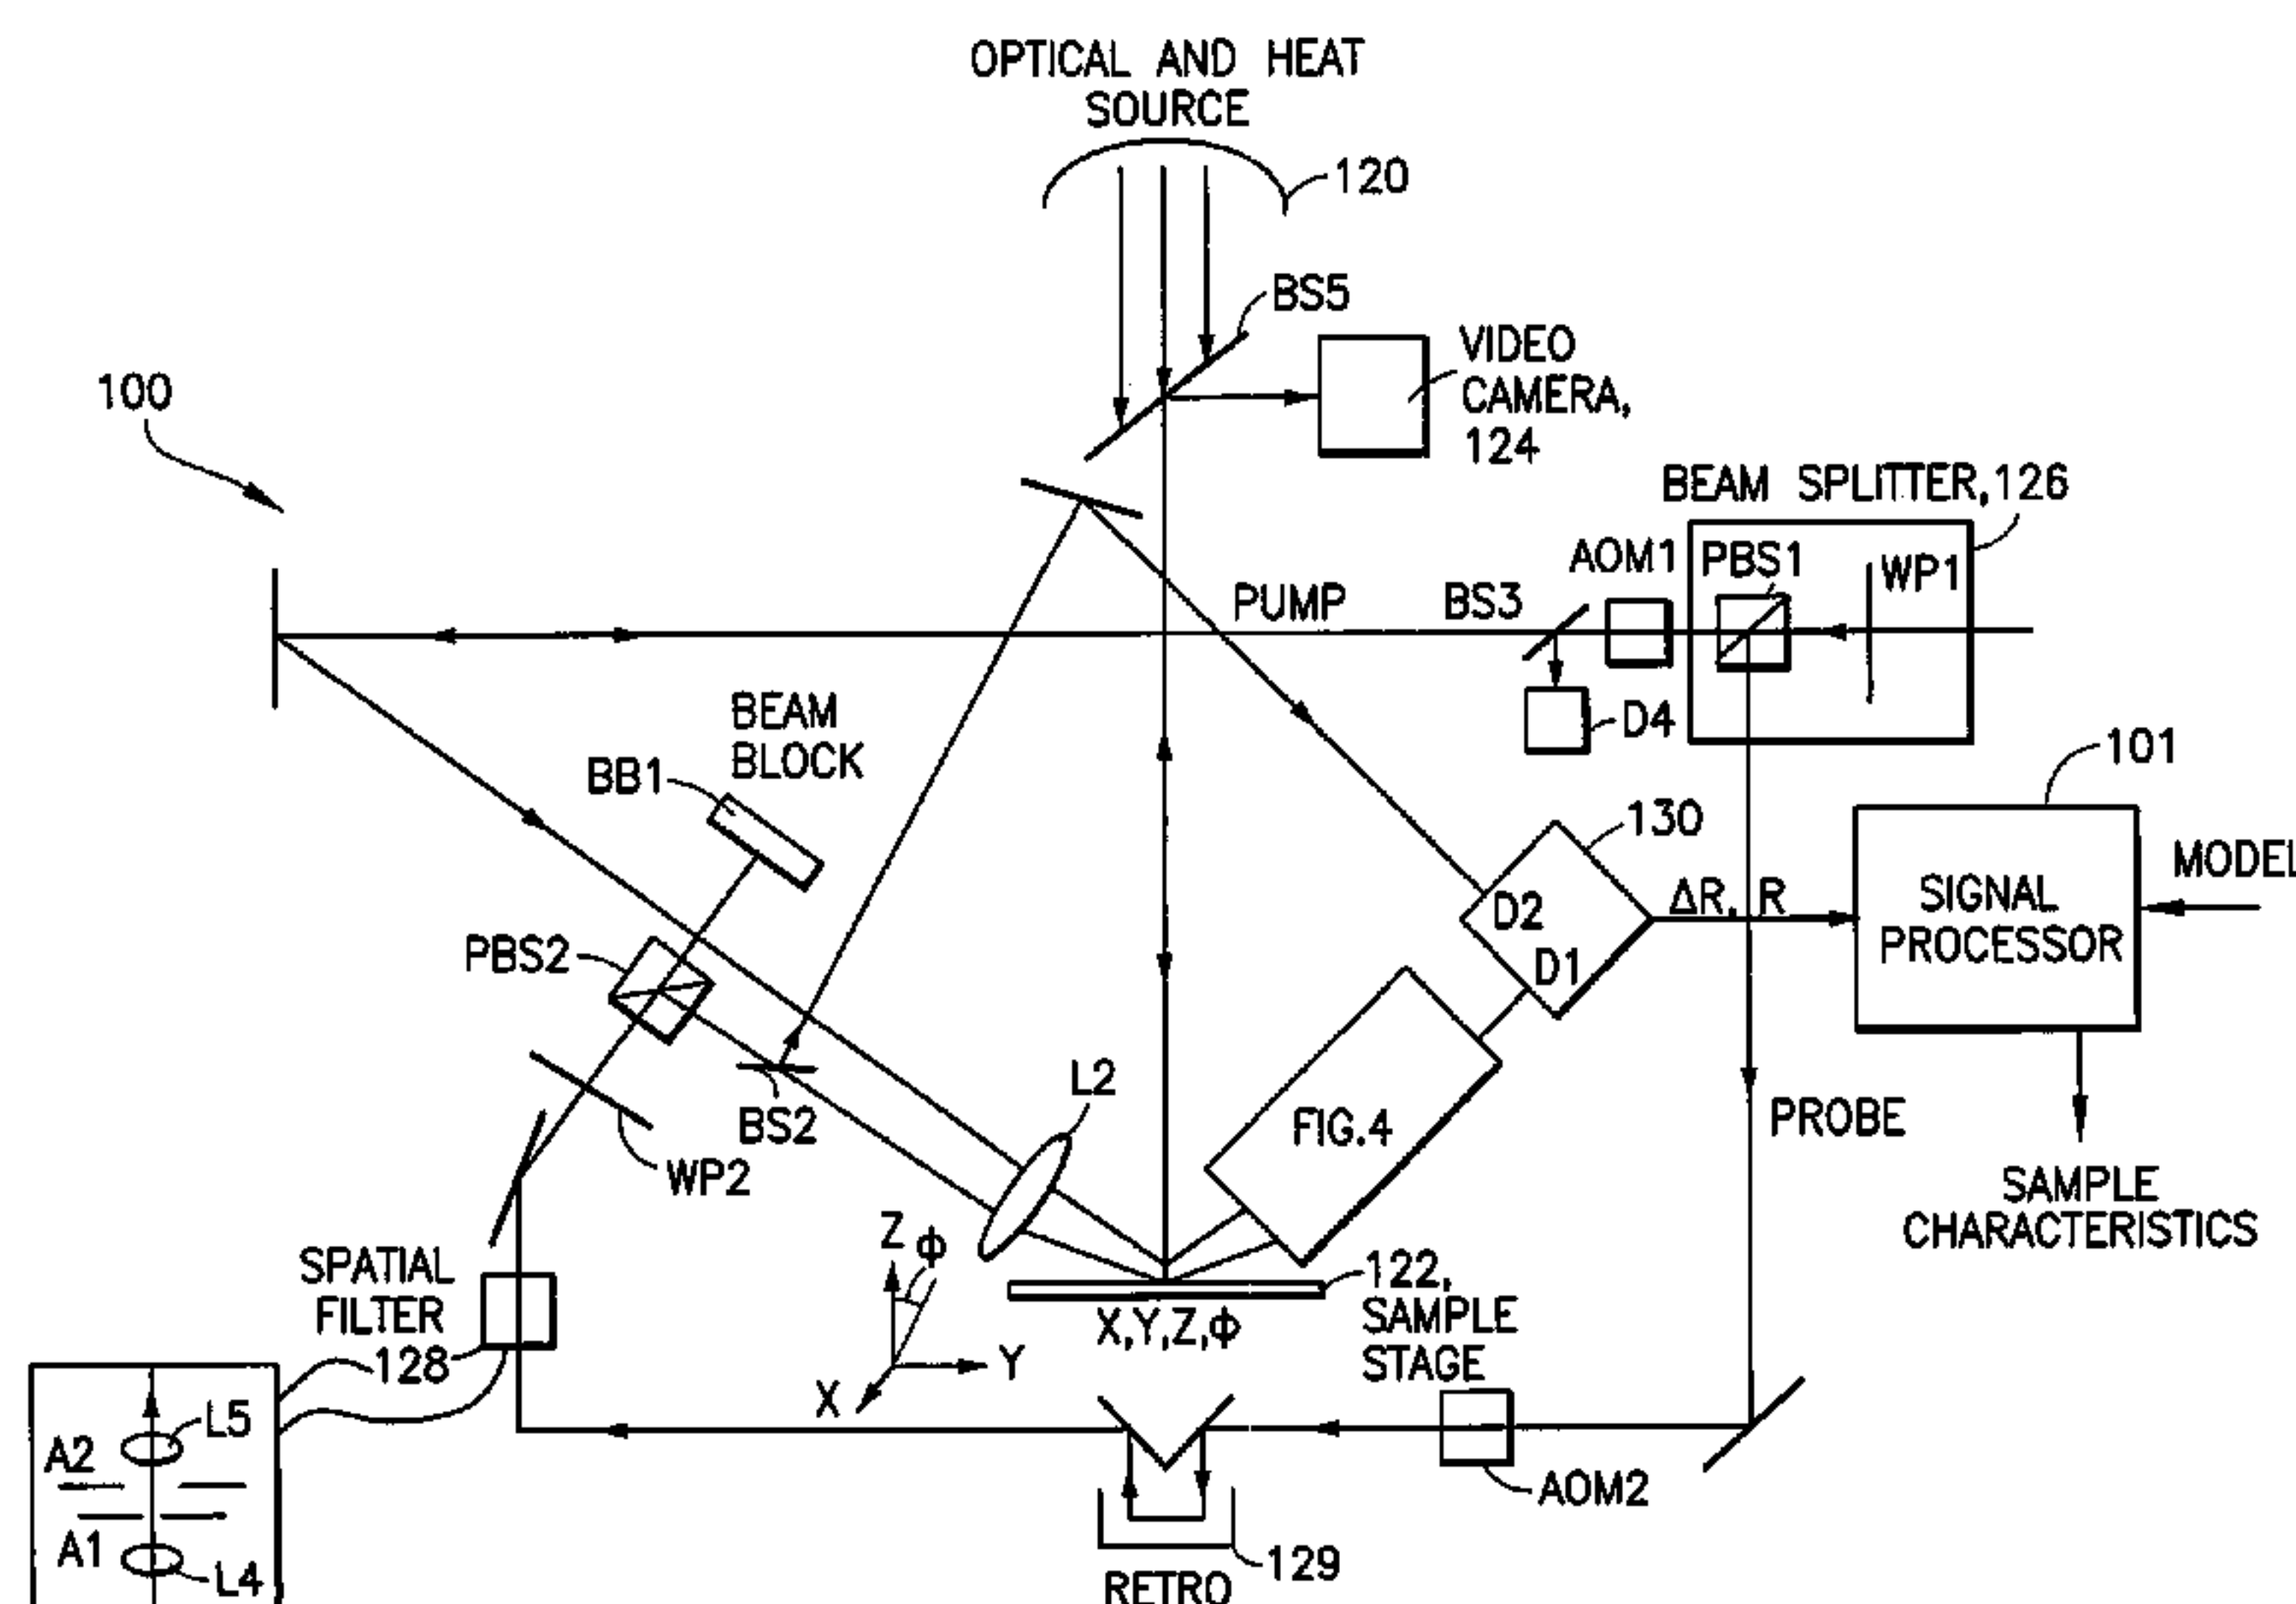 OPTICAL AND HEAT
SOURCE
120
BS5
VIDEO
CAMERA,
124
100
BEAM SPLITTER,126
AOM1
PBS1
WP1
PUMP
BS3
D4
BEAM
BLOCK
BB1
101
130
MODEL
D2
ΔR, R
SIGNAL
PROCESSOR
D1
PBS2
L2
BS2
FIG.4
PROBE
WP2
SAMPLE
CHARACTERISTICS
Z
ϕ
SPATIAL
FILTER
128
122,
SAMPLE
STAGE
X,Y,Z,ϕ
Y
X
L5
A2
A1
L4
AOM2
129
RETRO